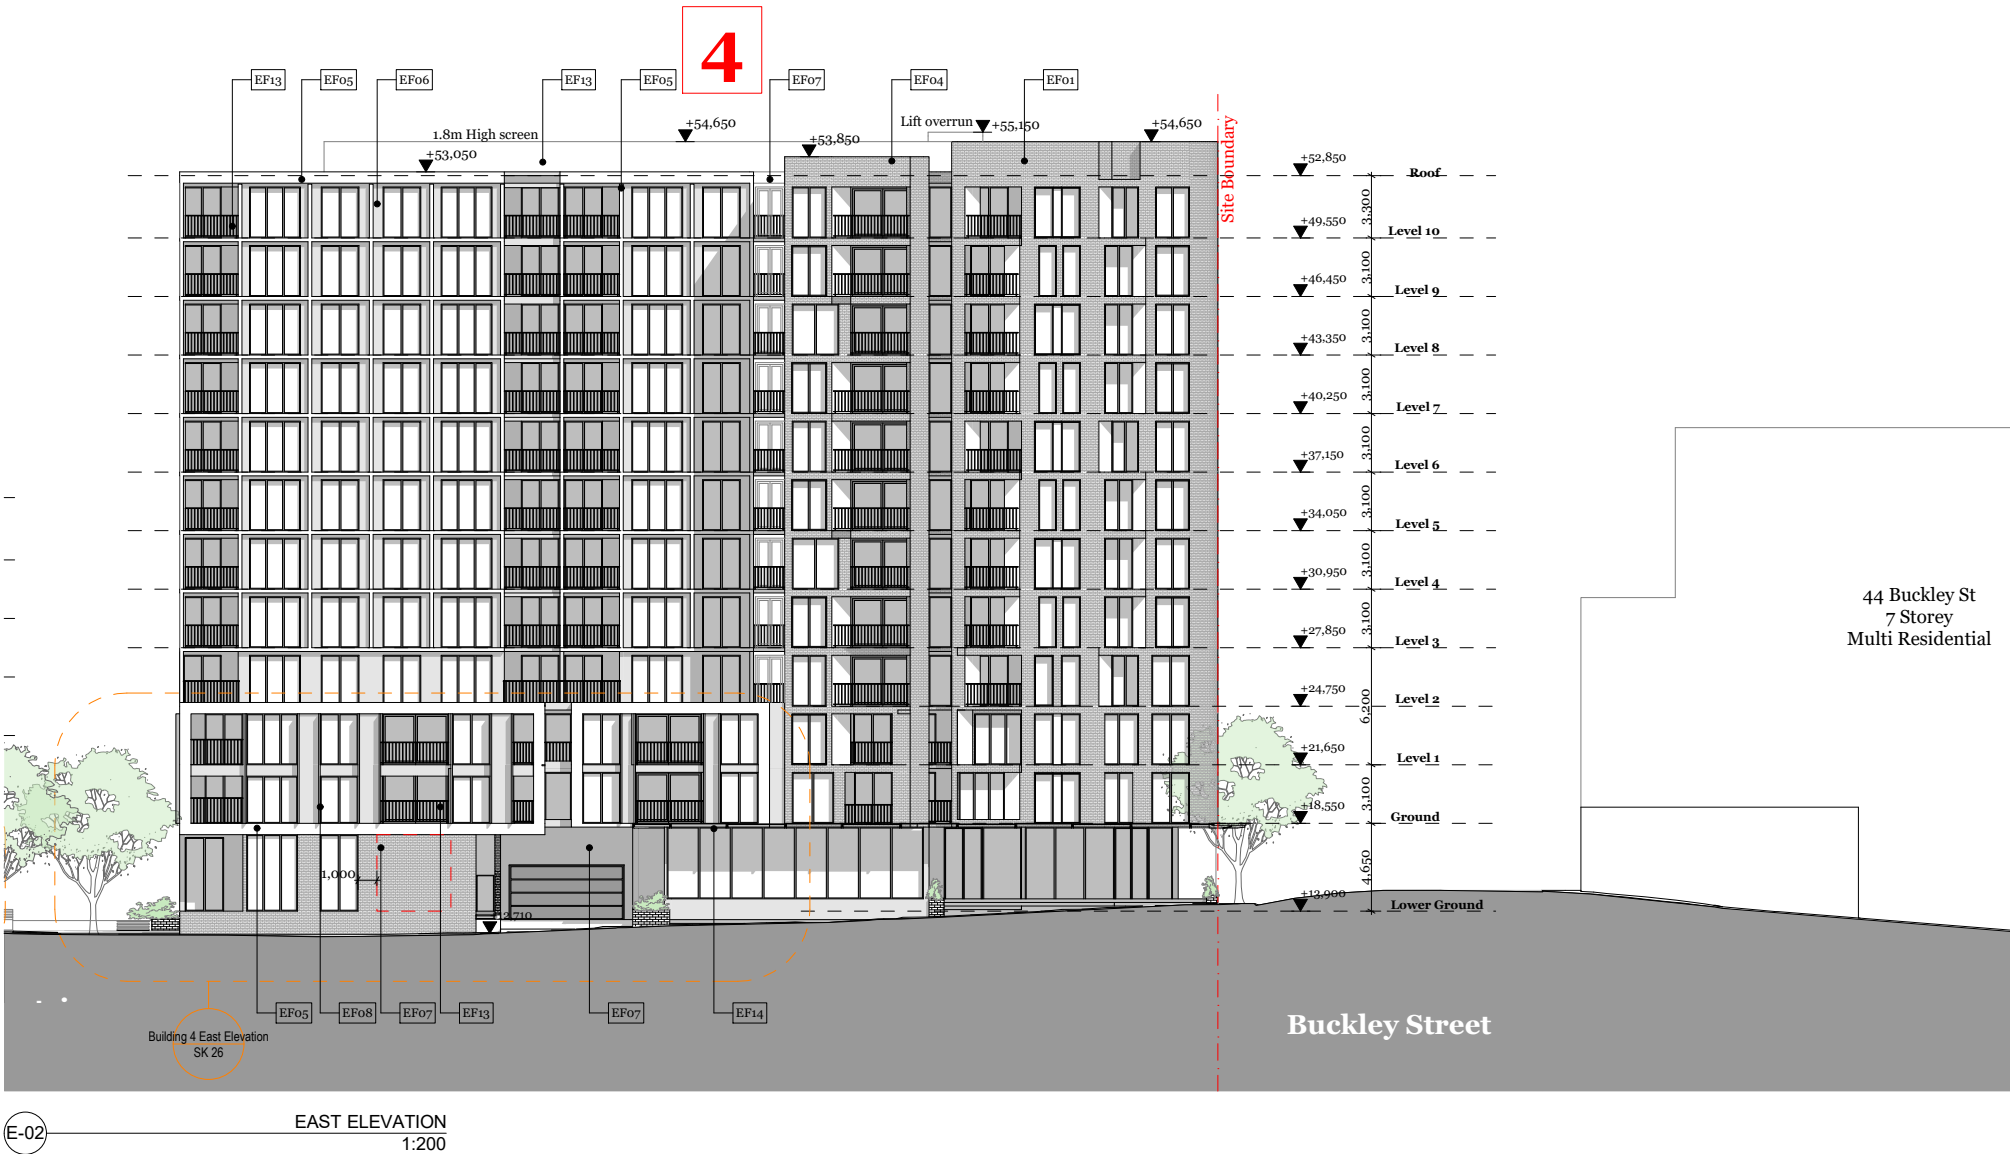 4
EF13
EF05
EF06
EF13
EF05
EF07
EF04
EF01
1.8m High screen
+54,650
+53,050
+53,850
Lift overrun
+55,150
+54,650
Site Boundary
+52,850
Roof
3,300
+49,550
Level 10
3,100
+46,450
Level 9
3,100
+43,350
Level 8
3,100
+40,250
Level 7
3,100
+37,150
Level 6
3,100
+34,050
Level 5
3,100
+30,950
Level 4
3,100
+27,850
Level 3
+24,750
Level 2
6,200
+21,650
Level 1
3,100
+18,550
Ground
4,650
+13,900
Lower Ground
44 Buckley St
7 Storey
Multi Residential
1,000
EF05
EF08
EF07
EF13
EF07
EF14
Building 4 East Elevation
SK 26
Buckley Street
E-02
EAST ELEVATION
1:200